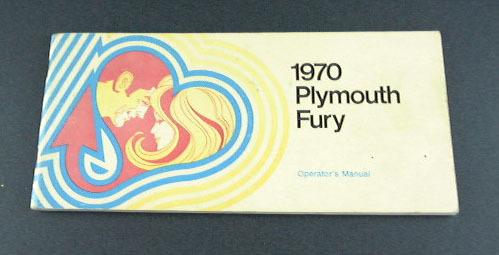 1970
Plymouth
Fury
Operator's Manual